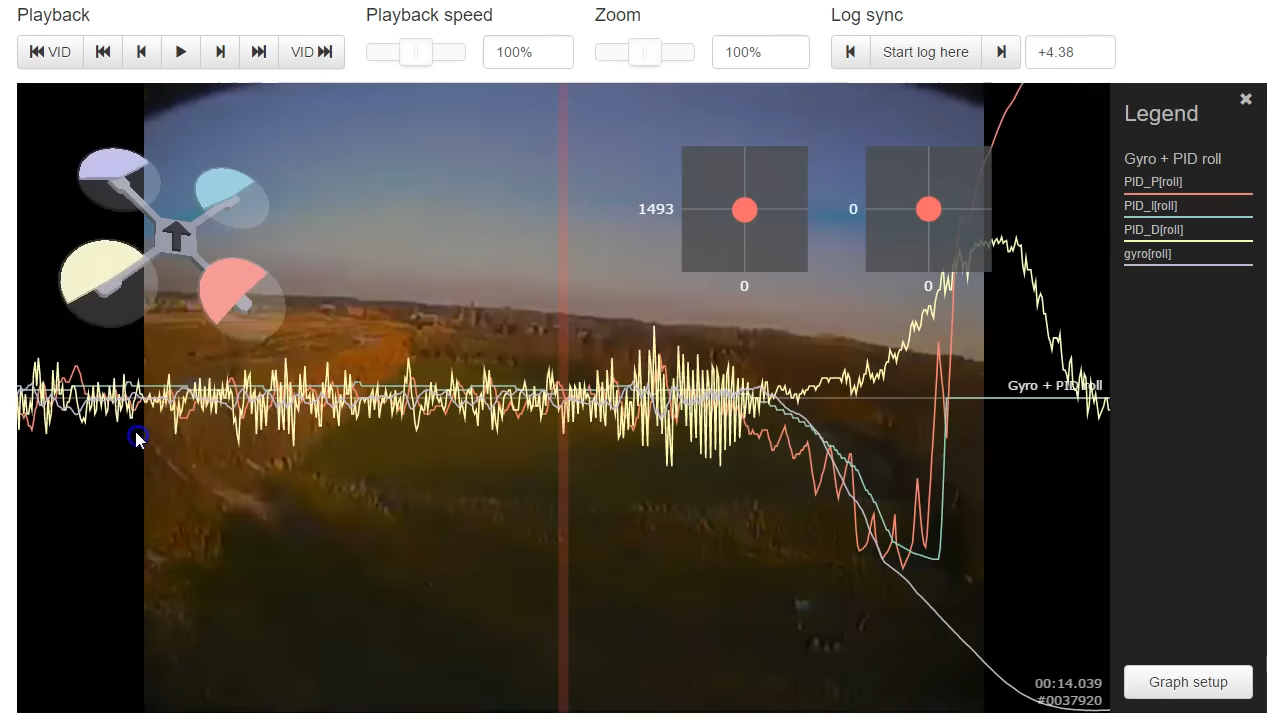 Playback
Playback speed
Zoom
Log sync
VID
VID
100%
100%
Start log here
+4.38
Legend
Gyro + PID roll
PID_P[roll]
PID_I[roll]
PID_D[roll]
gyro[roll]
1493
0
0
0
Gyro + PID roll
00:14.039
#0037920
Graph setup